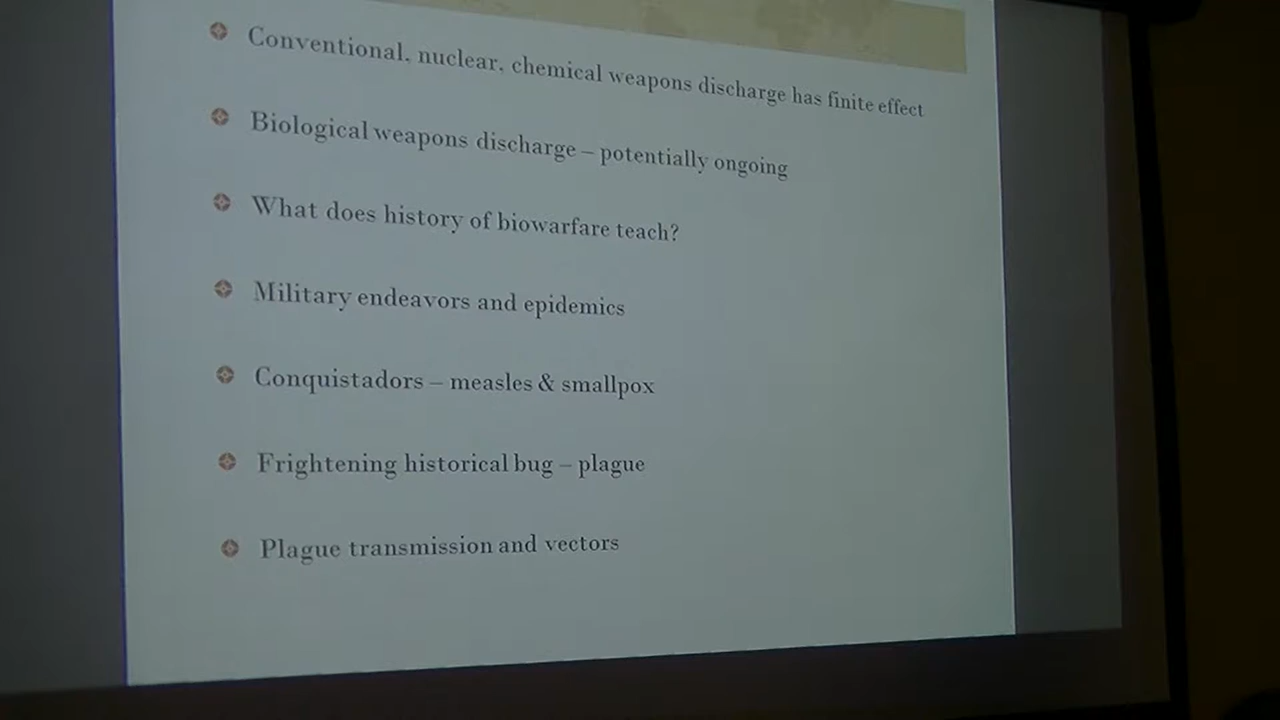 Conventional, nuclear, chemical weapons discharge has finite effect
Biological weapons discharge – potentially ongoing
What does history of biowarfare teach?
Military endeavors and epidemics
Conquistadors – measles & smallpox
Frightening historical bug – plague
Plague transmission and vectors